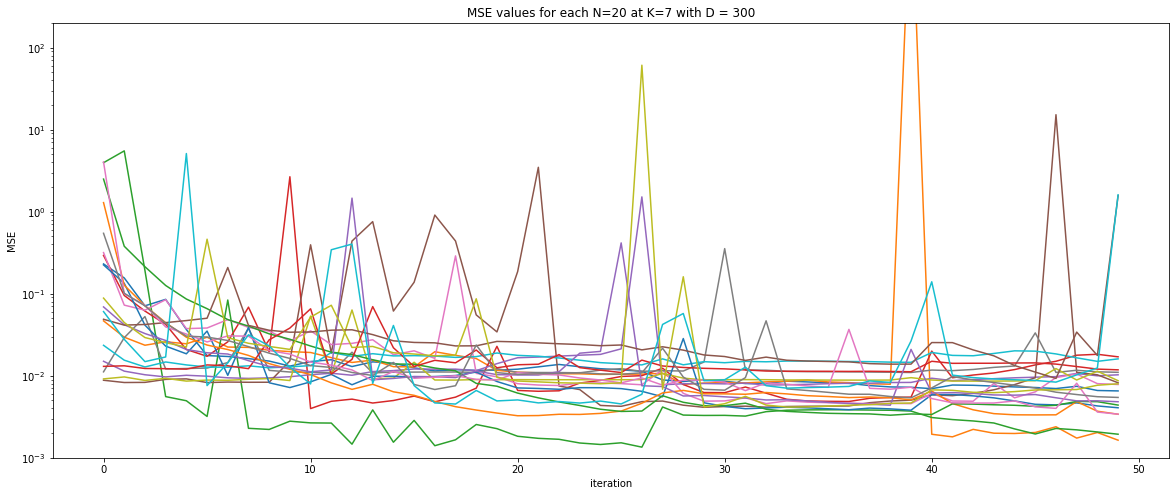 MSE values for each N=20 at K=7 with D = 300
10²
10¹
10⁰
10⁻¹
10⁻²
10⁻³
MSE
0 10 20 30 40 50
iteration